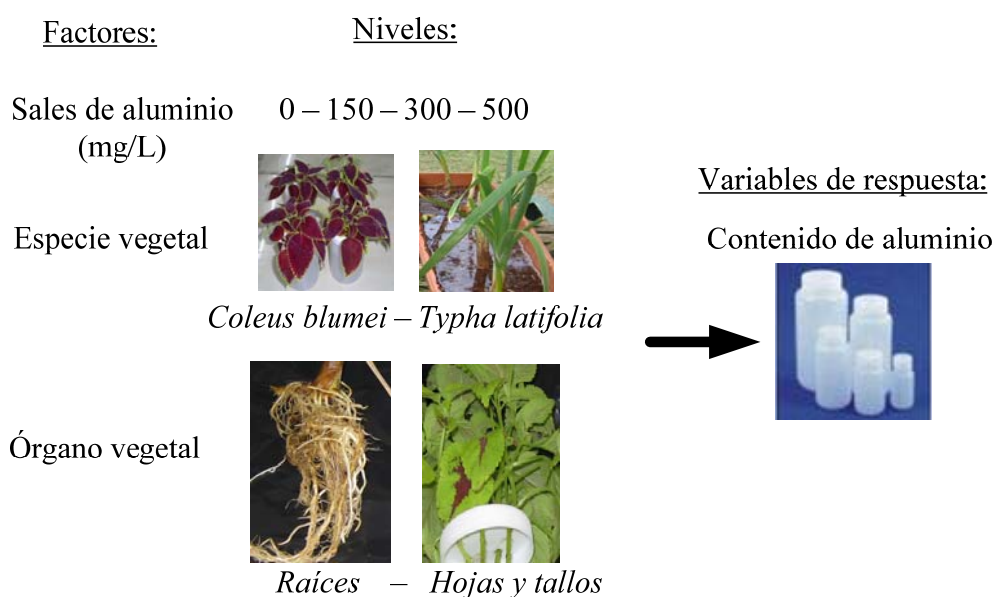 Factores:
Niveles:
Sales de aluminio
(mg/L)
0 – 150 – 300 – 500
Especie vegetal
Coleus blumei – Typha latifolia
Órgano vegetal
Raíces – Hojas y tallos
Variables de respuesta:
Contenido de aluminio